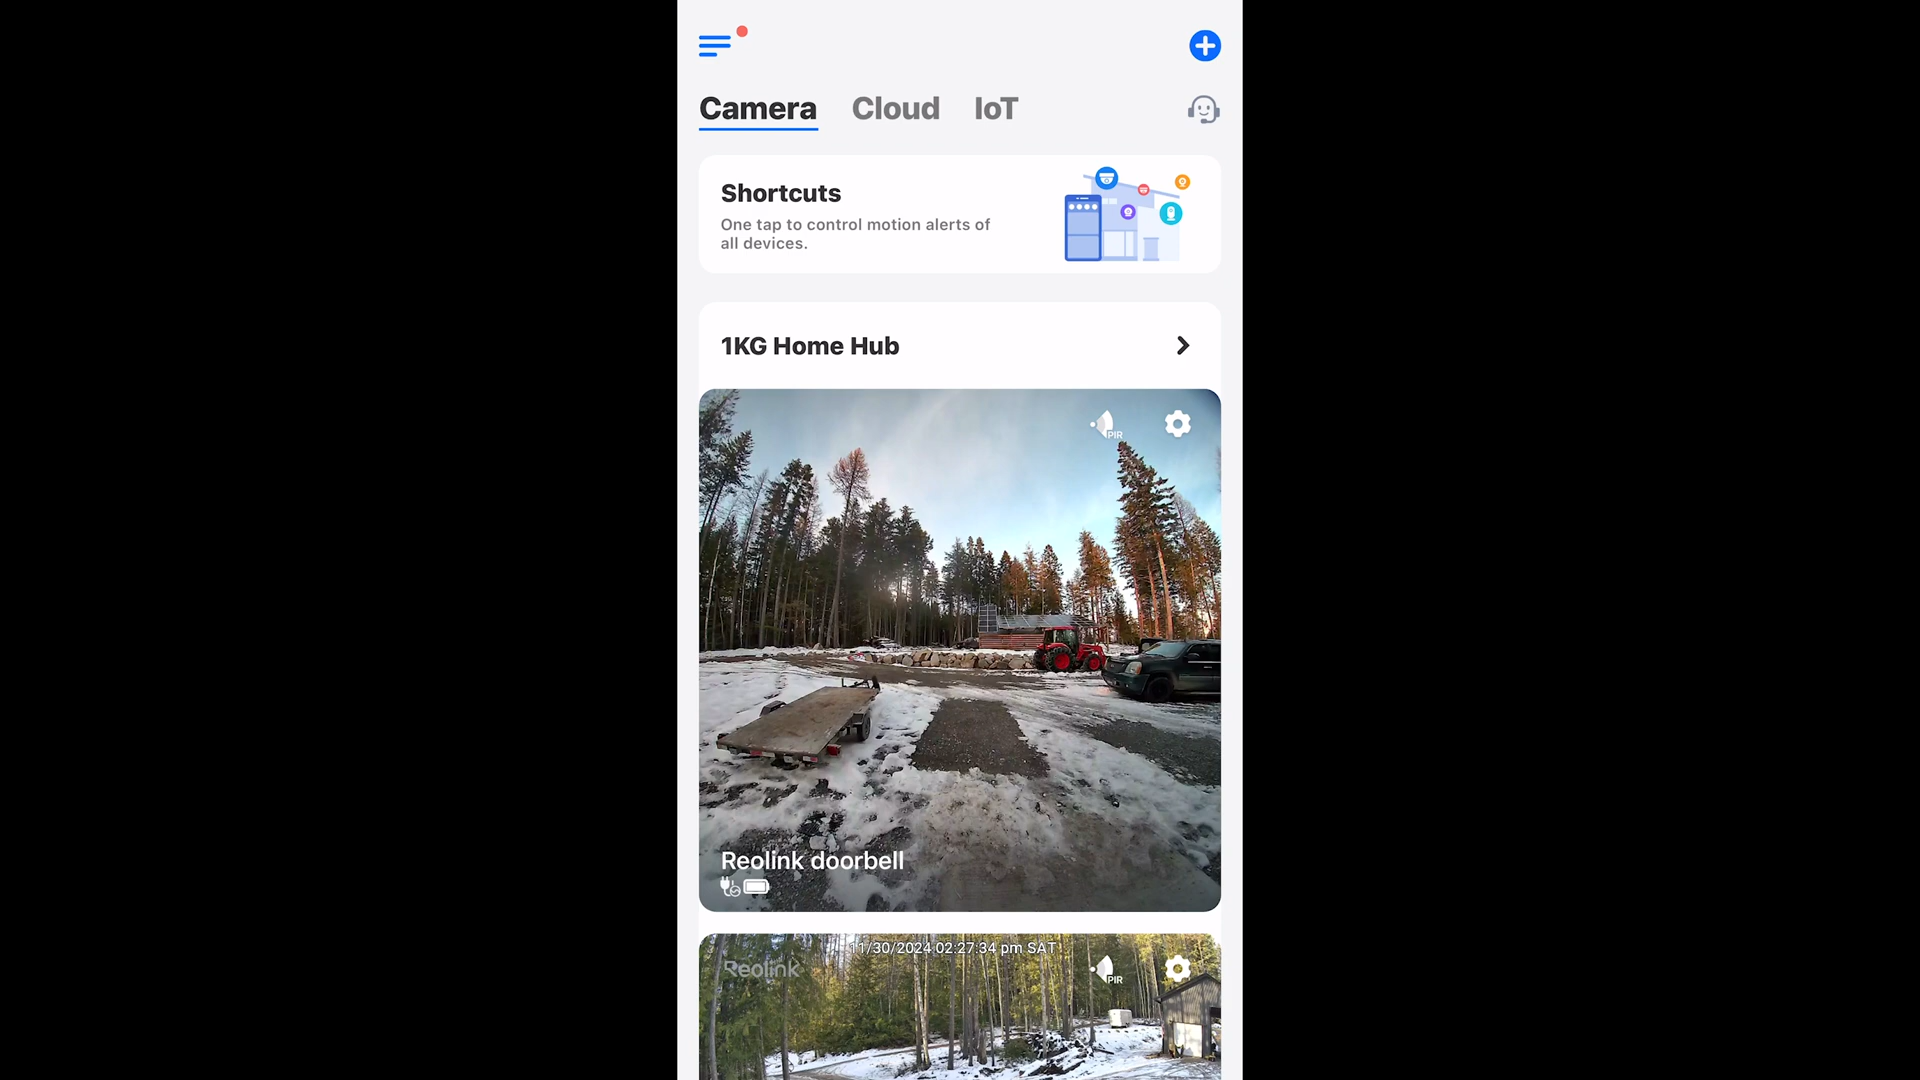 Camera Cloud IoT
Shortcuts
One tap to control motion alerts of
all devices.
1KG Home Hub
PIR
Reolink doorbell
11/30/2024 02:27:34 pm SAT
Reolink
PIR